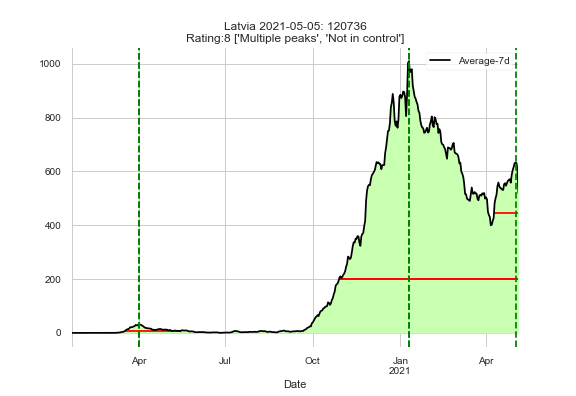 Latvia 2021-05-05: 120736
Rating:8 ['Multiple peaks', 'Not in control']
Average-7d
1000
800
600
400
200
0
Apr
Jul
Oct
Jan
2021
Apr
Date